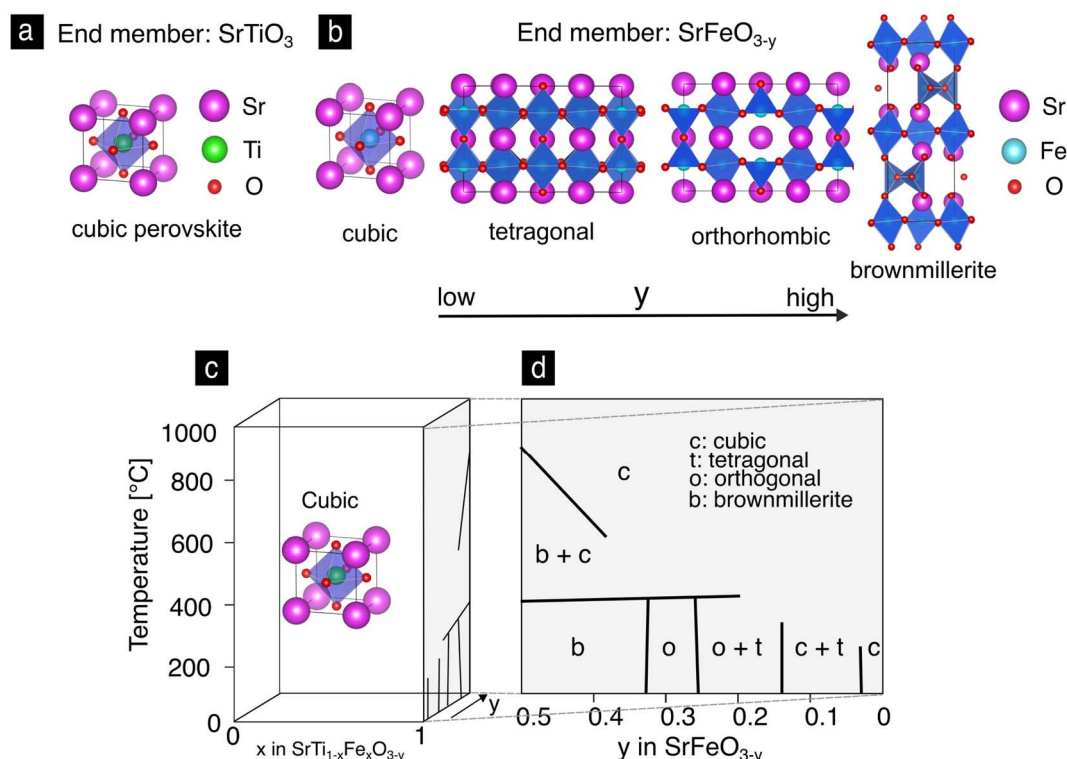 a End member: SrTiO3
b End member: SrFeO3-y
Sr
Ti
O
cubic perovskite
cubic
tetragonal
orthorhombic
brownmillerite
Sr
Fe
O
low y high
c
Temperature [°C]
1000
800
600
400
200
0
Cubic
0 1
x in SrTi1-xFexO3-y
y
d
c: cubic
t: tetragonal
o: orthogonal
b: brownmillerite
c
b + c
b o o + t c + t c
0.5 0.4 0.3 0.2 0.1 0
y in SrFeO3-y